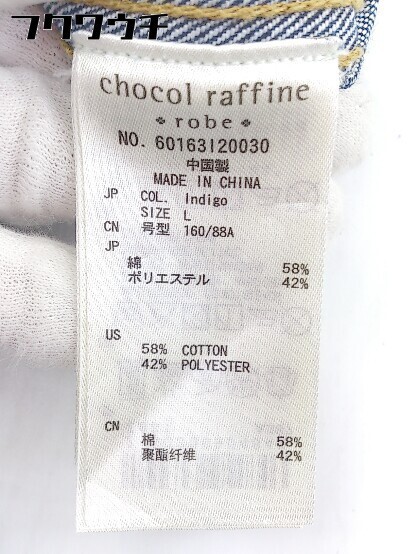 フクウウチ
chocol raffine
robe
NO. 60163I20030
中国製
MADE IN CHINA
JP COL. Indigo
SIZE L
CN 号型 160/88A
JP
綿 58%
ポリエステル 42%
US
58% COTTON
42% POLYESTER
CN
棉 58%
聚酯纤维 42%